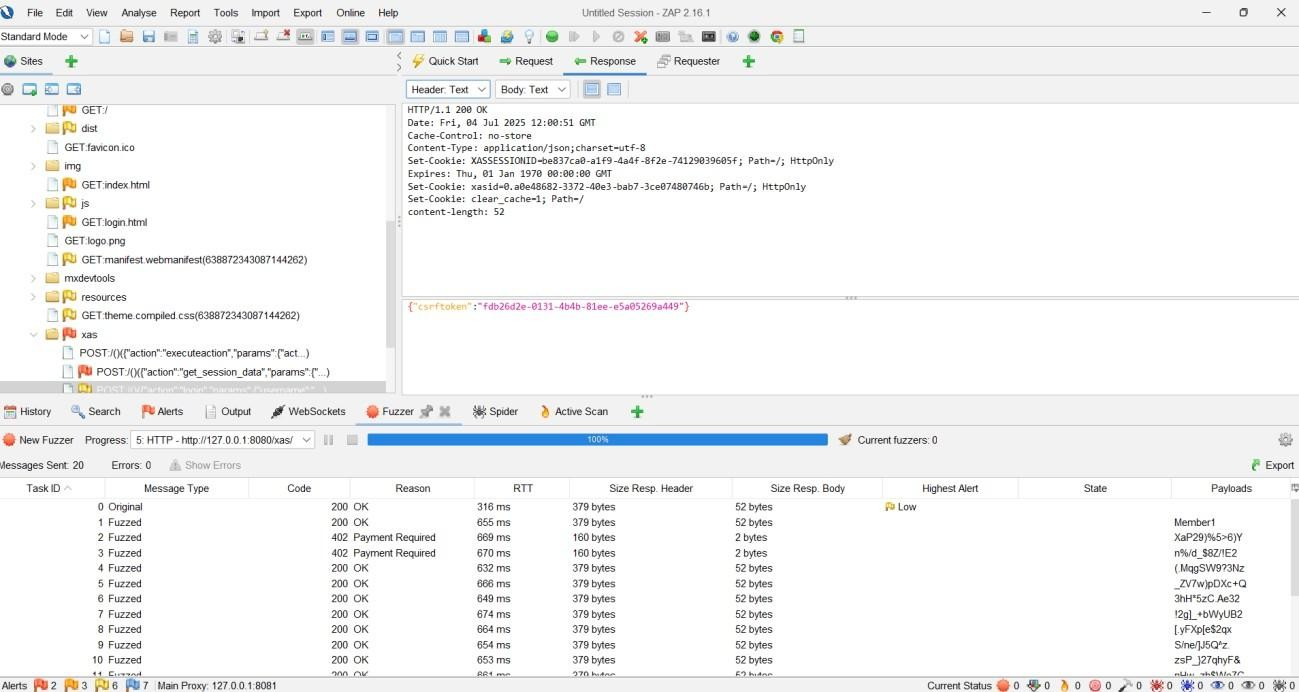 File Edit View Analyse Report Tools Import Export Online Help
Untitled Session - ZAP 2.16.1
Standard Mode
Sites
Quick Start Request Response Requester
Header: Text Body: Text
GET:/
dist
GET:favicon.ico
img
GET:index.html
js
GET:login.html
GET:logo.png
GET:manifest.webmanifest(638872343087144262)
mxdevtools
resources
GET:theme.compiled.css(638872343087144262)
xas
POST:/()({"action":"executeaction","params":{"act...)
POST:/()({"action":"get_session_data","params":{"...)
POST:/()({"action":"login","params":{"username":"...)
HTTP/1.1 200 OK
Date: Fri, 04 Jul 2025 12:00:51 GMT
Cache-Control: no-store
Content-Type: application/json;charset=utf-8
Set-Cookie: XASSESSIONID=be837ca0-a1f9-4a4f-8f2e-74129039605f; Path=/; HttpOnly
Expires: Thu, 01 Jan 1970 00:00:00 GMT
Set-Cookie: xasid=0.a0e48682-3372-40e3-bab7-3ce07480746b; Path=/; HttpOnly
Set-Cookie: clear_cache=1; Path=/
content-length: 52
{"csrftoken":"fdb26d2e-0131-4b4b-81ee-e5a05269a449"}
History Search Alerts Output WebSockets Fuzzer Spider Active Scan
New Fuzzer Progress: 5: HTTP - http://127.0.0.1:8080/xas/ 100% Current fuzzers: 0
Messages Sent: 20 Errors: 0 Show Errors Export
Task ID Message Type Code Reason RTT Size Resp. Header Size Resp. Body Highest Alert State Payloads
0 Original 200 OK 316 ms 379 bytes 52 bytes Low
1 Fuzzed 200 OK 655 ms 379 bytes 52 bytes Member1
2 Fuzzed 402 Payment Required 669 ms 160 bytes 2 bytes XaP29)%5>6)Y
3 Fuzzed 402 Payment Required 670 ms 160 bytes 2 bytes n%/d_$8Z/!E2
4 Fuzzed 200 OK 632 ms 379 bytes 52 bytes (.MqgSW9?3Nz
5 Fuzzed 200 OK 666 ms 379 bytes 52 bytes _ZV7w)pDXc+Q
6 Fuzzed 200 OK 649 ms 379 bytes 52 bytes 3hH*5zC.Ae32
7 Fuzzed 200 OK 674 ms 379 bytes 52 bytes !2g]_+bWyUB2
8 Fuzzed 200 OK 664 ms 379 bytes 52 bytes [.yFXp[e$2qx
9 Fuzzed 200 OK 654 ms 379 bytes 52 bytes S/ne/]J5Q^z.
10 Fuzzed 200 OK 653 ms 379 bytes 52 bytes zsP_}27qhyF&
11 Fuzzed 200 OK 661 ms 379 bytes 52 bytes
Alerts 2 3 6 7 Main Proxy: 127.0.0.1:8081
Current Status 0 0 0 0 0 0 0 0 0 0